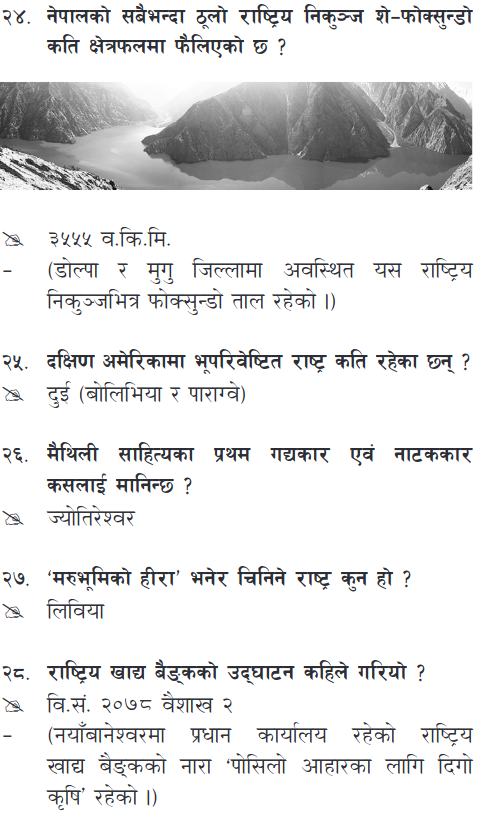 २४. नेपालको सबैभन्दा ठूलो राष्ट्रिय निकुञ्ज शे-फोक्सुन्डो
कति क्षेत्रफलमा फैलिएको छ ?
३५५५ व.कि.मि.
– (डोल्पा र मुगु जिल्लामा अवस्थित यस राष्ट्रिय
निकुञ्जभित्र फोक्सुन्डो ताल रहेको ।)
२५. दक्षिण अमेरिकामा भूपरिवेष्टित राष्ट्र कति रहेका छन् ?
दुई (बोलिभिया र पाराग्वे)
२६. मैथिली साहित्यका प्रथम गद्यकार एवं नाटककार
कसलाई मानिन्छ ?
ज्योतिरेश्वर
२७. ‘मरुभूमिको हीरा’ भनेर चिनिने राष्ट्र कुन हो ?
लिविया
२८. राष्ट्रिय खाद्य बैङ्कको उद्घाटन कहिले गरियो ?
वि.सं. २०७८ वैशाख २
– (नयाँबानेश्वरमा प्रधान कार्यालय रहेको राष्ट्रिय
खाद्य बैङ्कको नारा ‘पोसिलो आहारका लागि दिगो
कृषि’ रहेको ।)